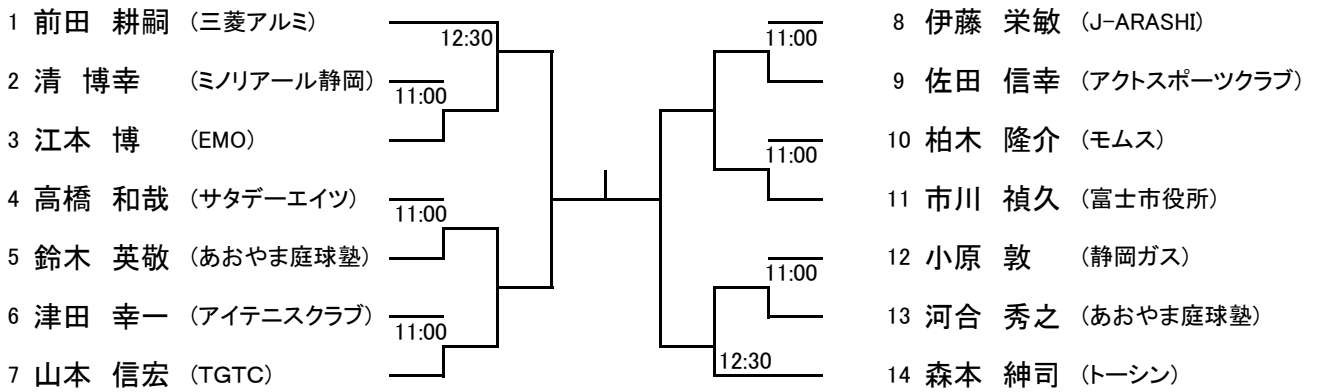 1 前田 耕嗣 (三菱アルミ)
12:30
2 清 博幸 (ミノリアール静岡)
11:00
3 江本 博 (EMO)
4 高橋 和哉 (サタデーエイツ)
11:00
5 鈴木 英敬 (あおやま庭球塾)
6 津田 幸一 (アイテニスクラブ)
11:00
7 山本 信宏 (TGTC)
8 伊藤 栄敏 (J-ARASHI)
11:00
9 佐田 信幸 (アクトスポーツクラブ)
10 柏木 隆介 (モムス)
11:00
11 市川 禎久 (富士市役所)
12 小原 敦 (静岡ガス)
11:00
13 河合 秀之 (あおやま庭球塾)
12:30
14 森本 紳司 (トーシン)